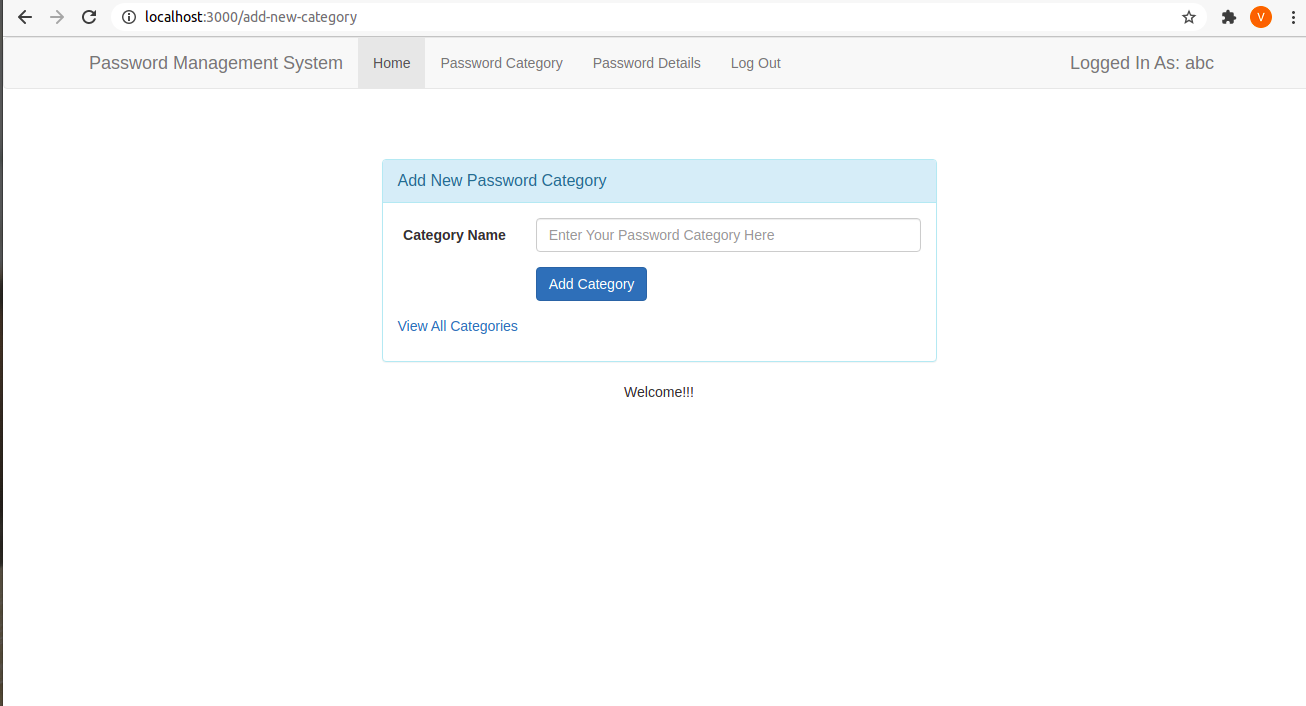 localhost:3000/add-new-category
V
Password Management System Home Password Category Password Details Log Out Logged In As: abc
Add New Password Category
Category Name Enter Your Password Category Here
Add Category
View All Categories
Welcome!!!